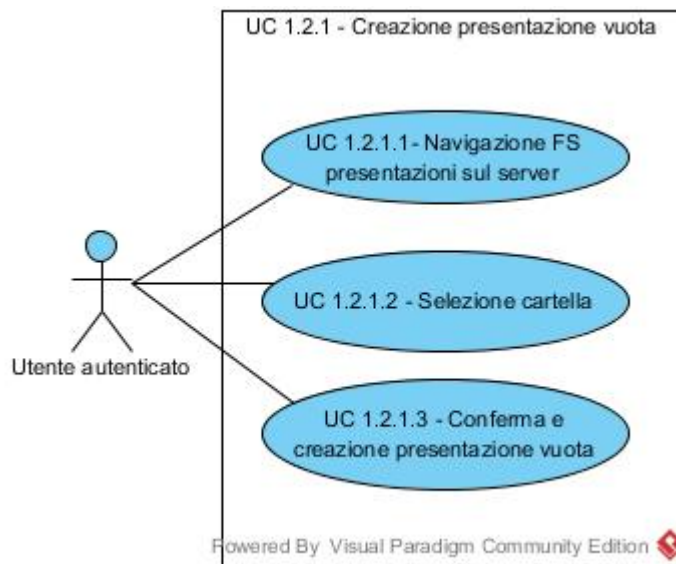 UC 1.2.1 - Creazione presentazione vuota
UC 1.2.1.1- Navigazione FS
presentazioni sul server
UC 1.2.1.2 - Selezione cartella
Utente autenticato
UC 1.2.1.3 - Conferma e
creazione presentazione vuota
Powered By Visual Paradigm Community Edition